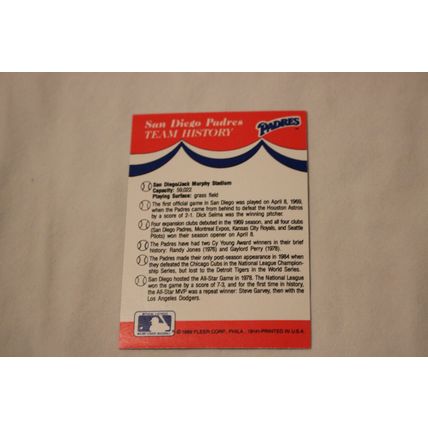 San Diego Padres
TEAM HISTORY
PADRES
San Diego/Jack Murphy Stadium
Capacity: 59,022
Playing Surface: grass field
The first official game in San Diego was played on April 8, 1969,
when the Padres came from behind to defeat the Houston Astros
by a score of 2-1. Dick Selma was the winning pitcher.
Four expansion clubs debuted in the 1969 season, and all four clubs
(San Diego Padres, Montreal Expos, Kansas City Royals, and Seattle
Pilots) won their season opener on April 8.
The Padres have had two Cy Young Award winners in their brief
history: Randy Jones (1976) and Gaylord Perry (1978).
The Padres made their only post-season appearance in 1984 when
they defeated the Chicago Cubs in the National League Champion-
ship Series, but lost to the Detroit Tigers in the World Series.
San Diego hosted the All-Star Game in 1978. The National League
won the game by a score of 7-3, and for the first time in history,
the All-Star MVP was a repeat winner: Steve Garvey, then with the
Los Angeles Dodgers.
© 1989 FLEER CORP., PHILA., 19141-PRINTED IN U.S.A.